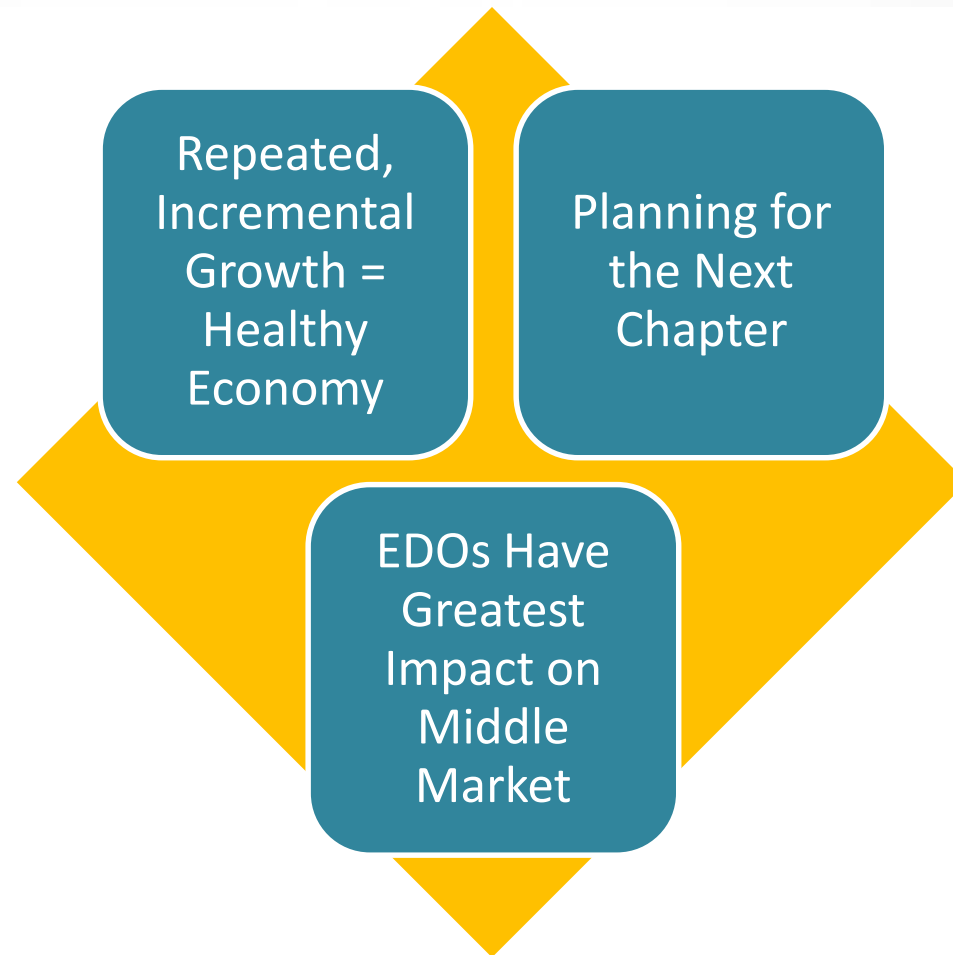 Repeated,
Incremental
Growth =
Healthy
Economy
Planning for
the Next
Chapter
EDOs Have
Greatest
Impact on
Middle
Market